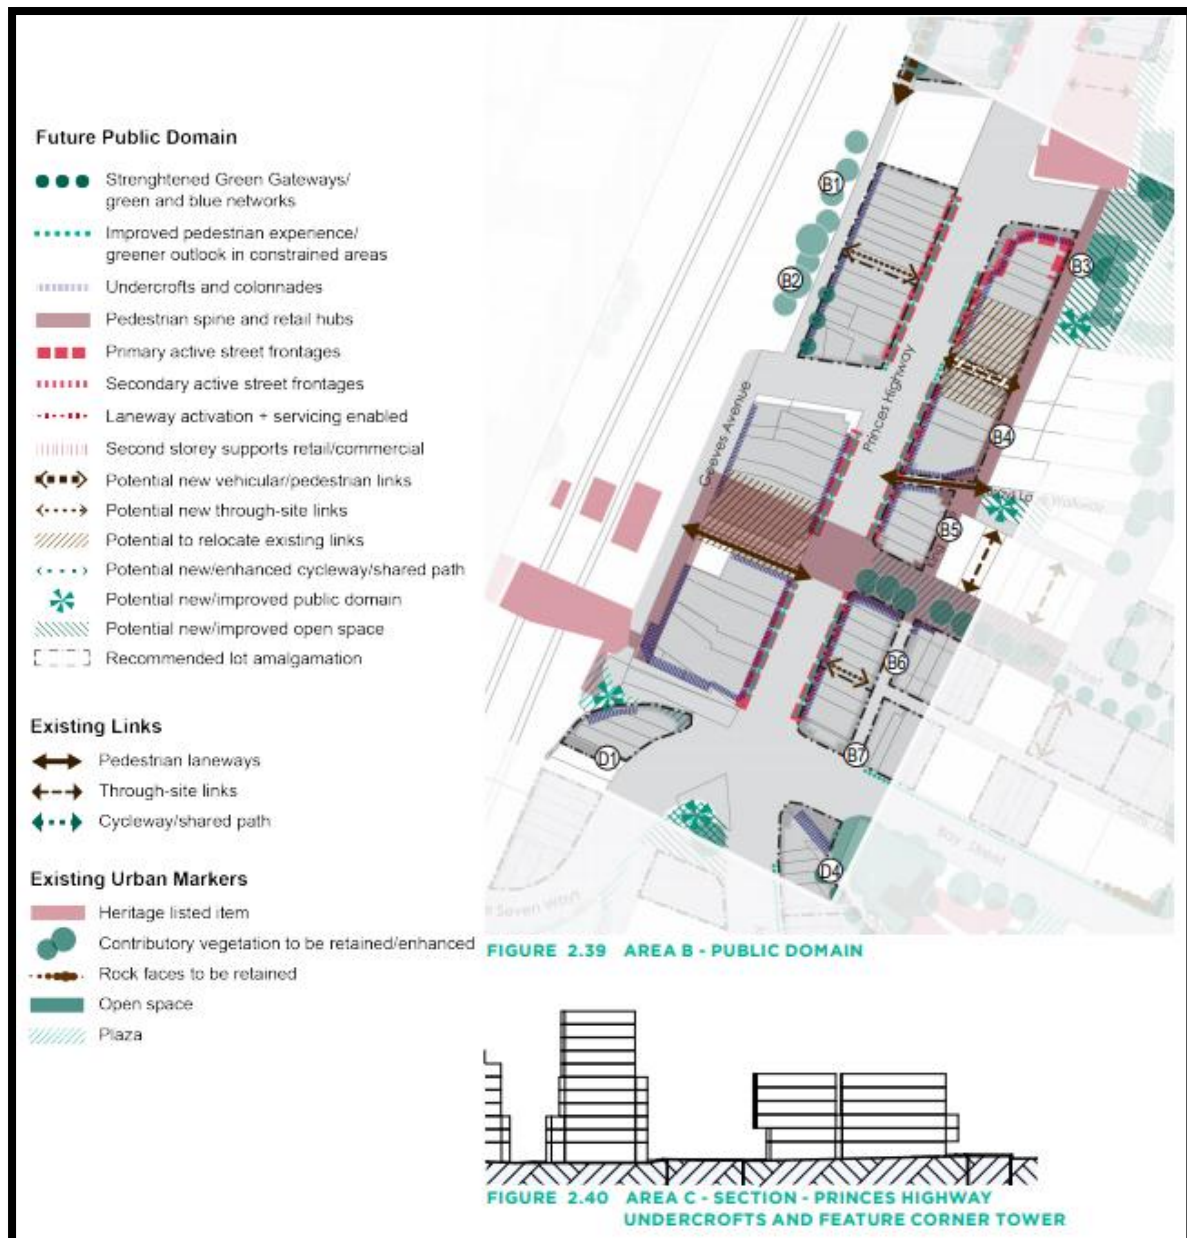 Future Public Domain
Strenghtened Green Gateways/
green and blue networks
Improved pedestrian experience/
greener outlook in constrained areas
Undercrofts and colonnades
Pedestrian spine and retail hubs
Primary active street frontages
Secondary active street frontages
Laneway activation + servicing enabled
Second storey supports retail/commercial
Potential new vehicular/pedestrian links
Potential new through-site links
Potential to relocate existing links
Potential new/enhanced cycleway/shared path
Potential new/improved public domain
Potential new/improved open space
Recommended lot amalgamation
Existing Links
Pedestrian laneways
Through-site links
Cycleway/shared path
Existing Urban Markers
Heritage listed item
Contributory vegetation to be retained/enhanced
Rock faces to be retained
Open space
Plaza
B1
B2
B3
Princes Highway
Geeves Avenue
B4
B5
B6
B7
D1
D4
Bay Street
Street
Seven Ways
FIGURE 2.39 AREA B - PUBLIC DOMAIN
FIGURE 2.40 AREA C - SECTION - PRINCES HIGHWAY
UNDERCROFTS AND FEATURE CORNER TOWER